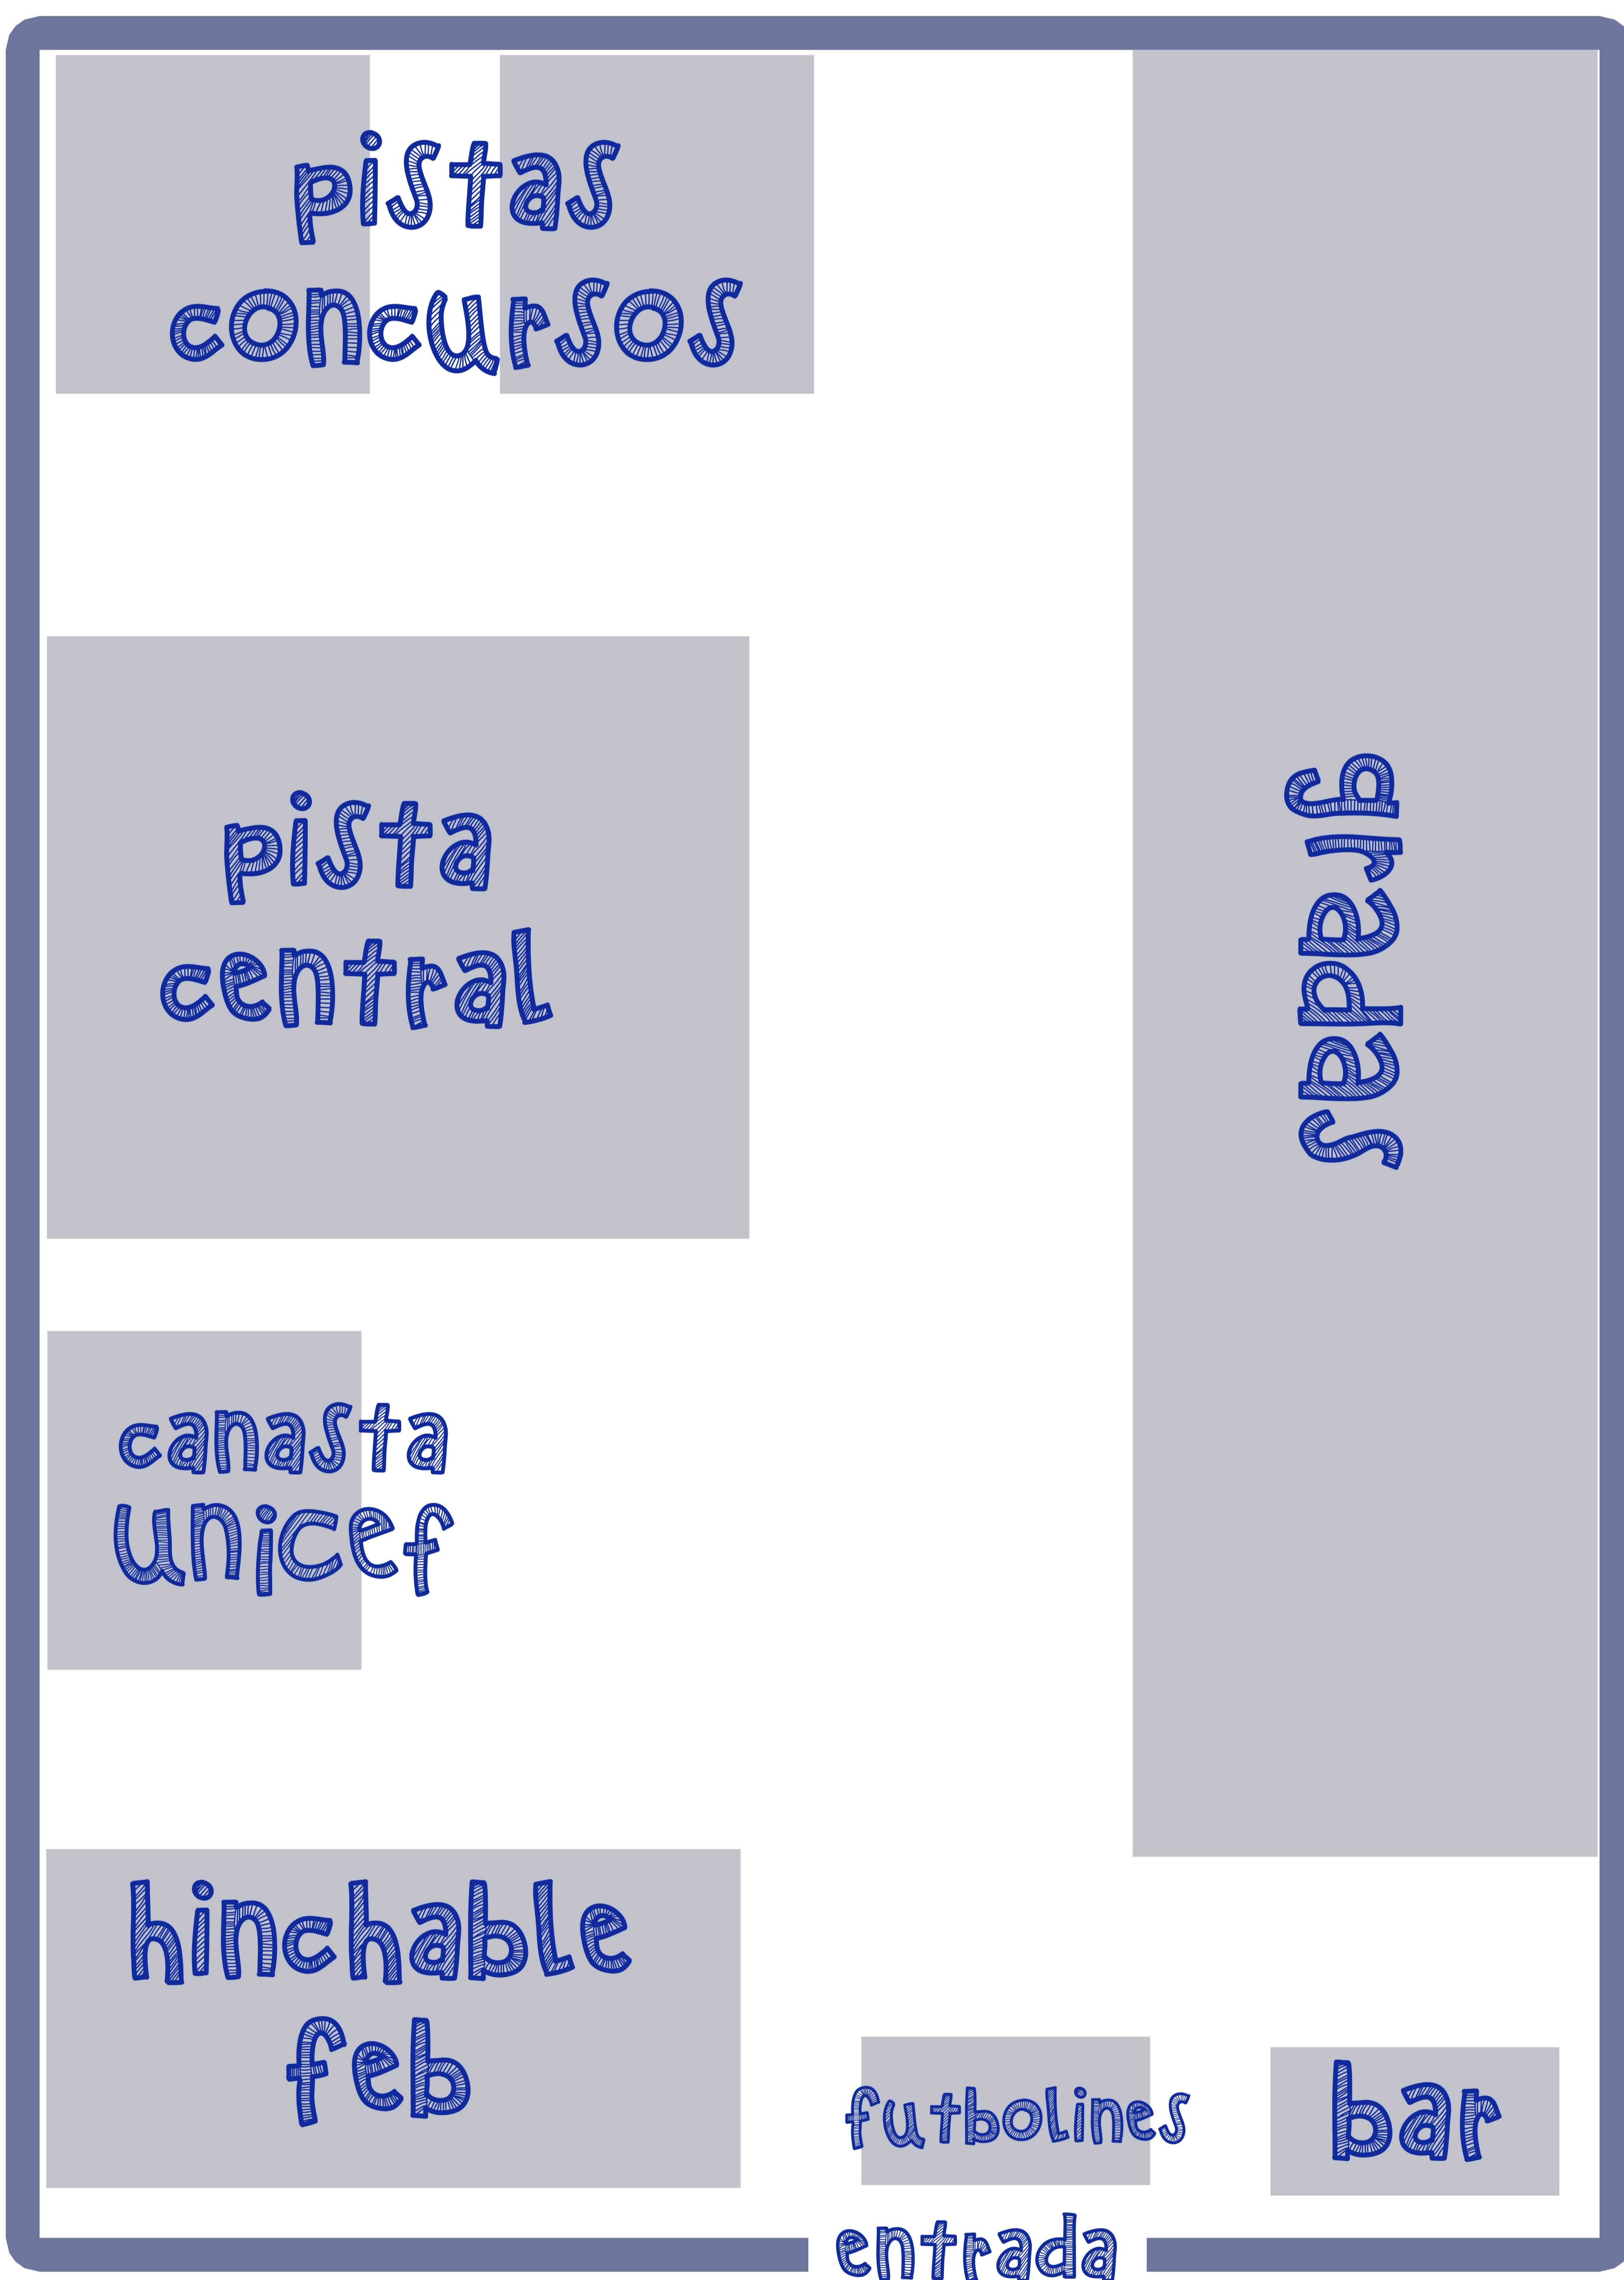 pistas
concursos
pista
central
gradas
canasta
unicef
hinchable
feb
futbolines
bar
entrada